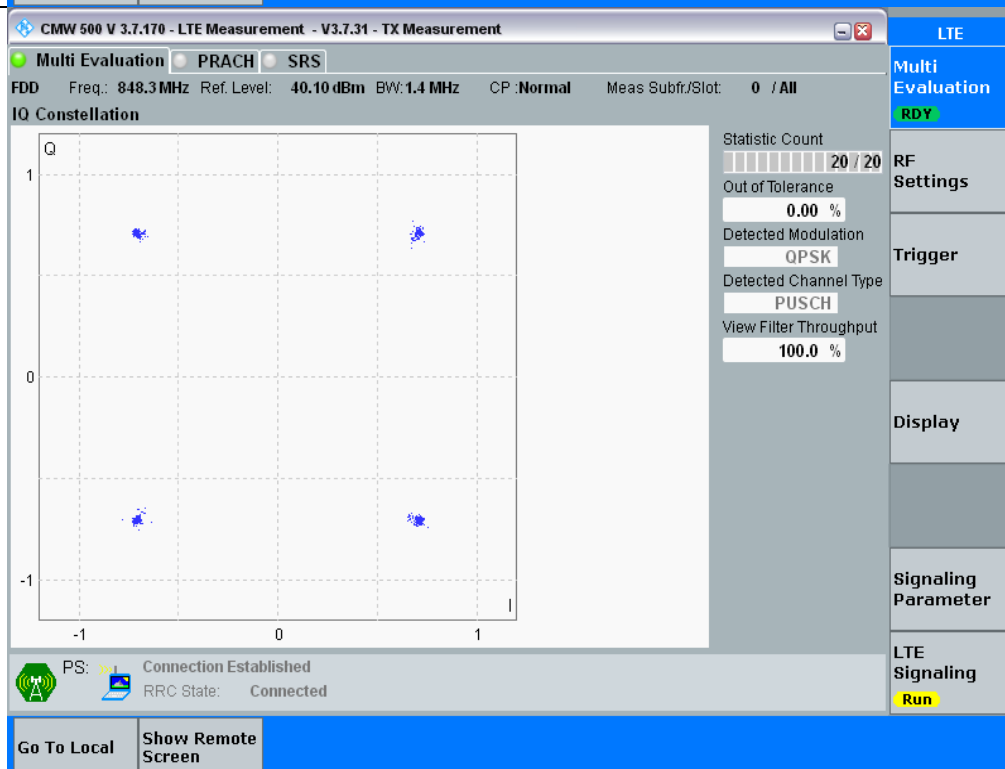 CMW 500 V 3.7.170 - LTE Measurement - V3.7.31 - TX Measurement
LTE
Multi Evaluation PRACH SRS
FDD Freq.: 848.3 MHz Ref. Level: 40.10 dBm BW: 1.4 MHz CP : Normal Meas Subfr./Slot: 0 / All
IQ Constellation
Q
1
0
-1
-1 0 1
I
Statistic Count
20 / 20
Out of Tolerance
0.00 %
Detected Modulation
QPSK
Detected Channel Type
PUSCH
View Filter Throughput
100.0 %
Multi
Evaluation
RDY
RF
Settings
Trigger
Display
Signaling
Parameter
LTE
Signaling
Run
PS: Connection Established
RRC State: Connected
Go To Local
Show Remote
Screen